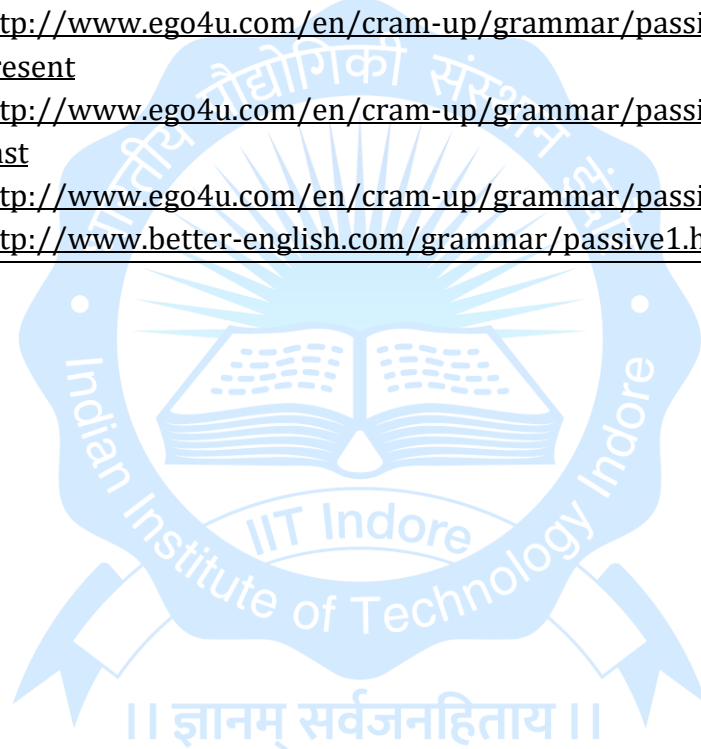 tp://www.ego4u.com/en/cram-up/grammar/passi
resent
tp://www.ego4u.com/en/cram-up/grammar/passi
ast
tp://www.ego4u.com/en/cram-up/grammar/passi
tp://www.better-english.com/grammar/passive1.h
भारतीय प्रौद्योगिकी संस्थान इंदौर
Indian Institute of Technology Indore
IIT Indore
।। ज्ञानम् सर्वजनहिताय ।।